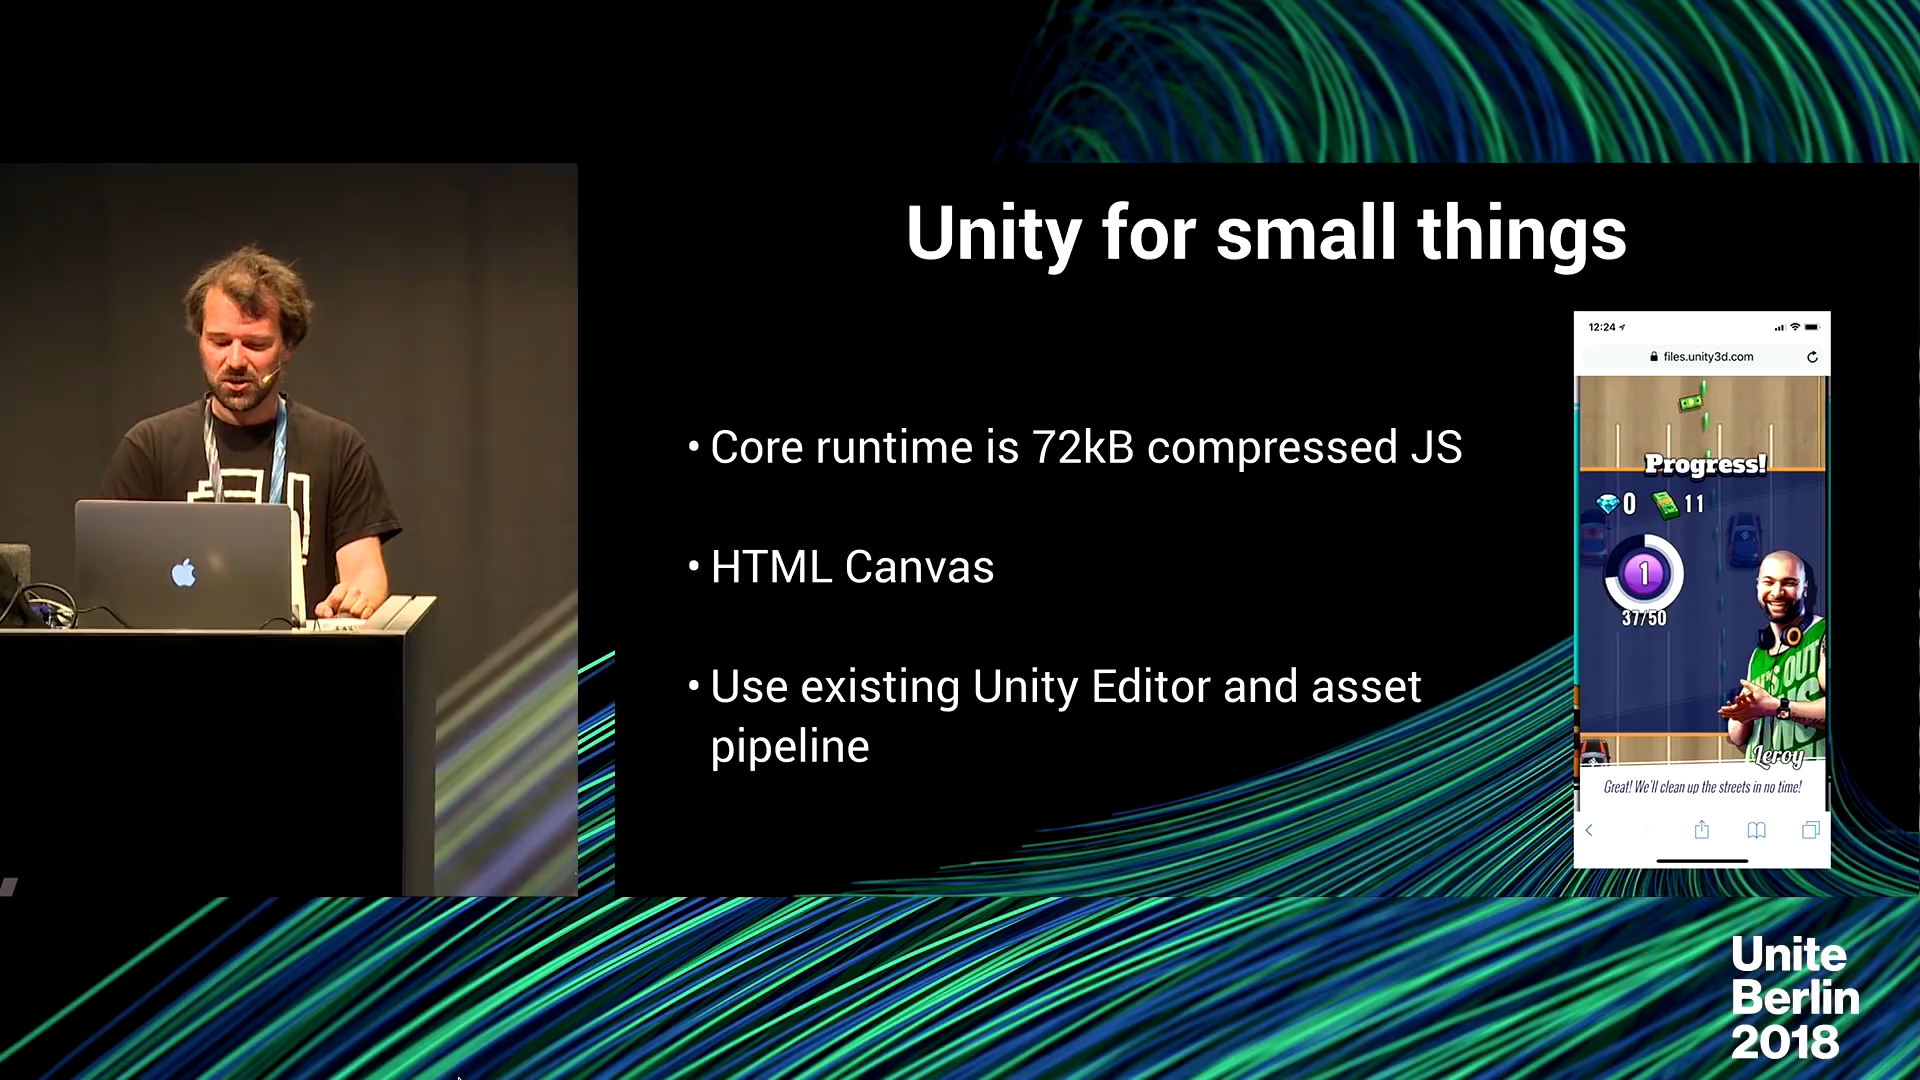 Unity for small things
• Core runtime is 72kB compressed JS
• HTML Canvas
• Use existing Unity Editor and asset
pipeline
12:24
files.unity3d.com
Progress!
0 11
1
37/50
Leroy
Great! We'll clean up the streets in no time!
Unite
Berlin
2018